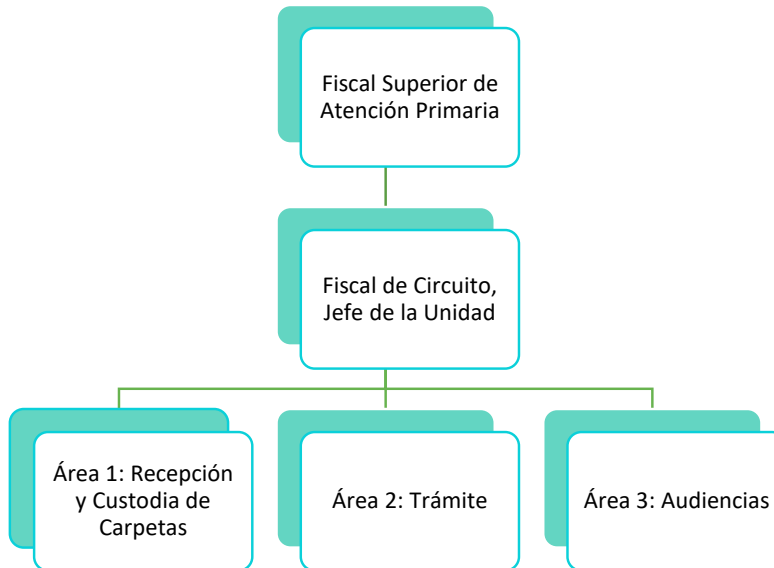 Fiscal Superior de
Atención Primaria
Fiscal de Circuito,
Jefe de la Unidad
Área 1: Recepción
y Custodia de
Carpetas
Área 2: Trámite
Área 3: Audiencias